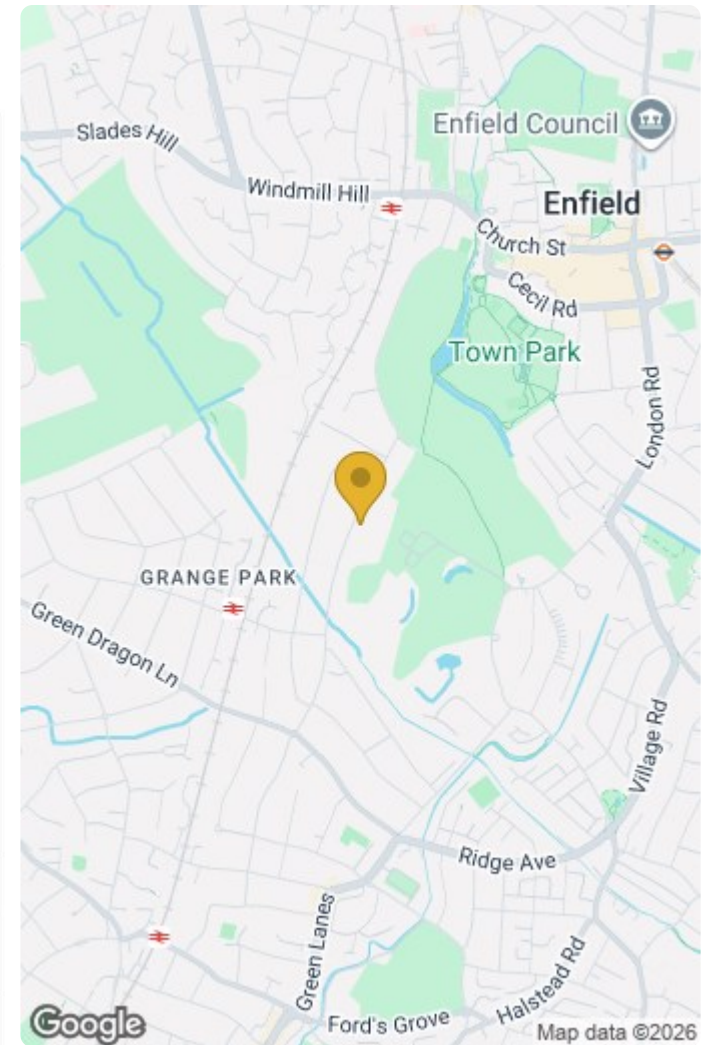 Slades Hill
Enfield Council
Windmill Hill
Enfield
Church St
Cecil Rd
Town Park
London Rd
GRANGE PARK
Green Dragon Ln
Village Rd
Ridge Ave
Green Lanes
Halstead Rd
Ford's Grove
Google
Map data ©2026